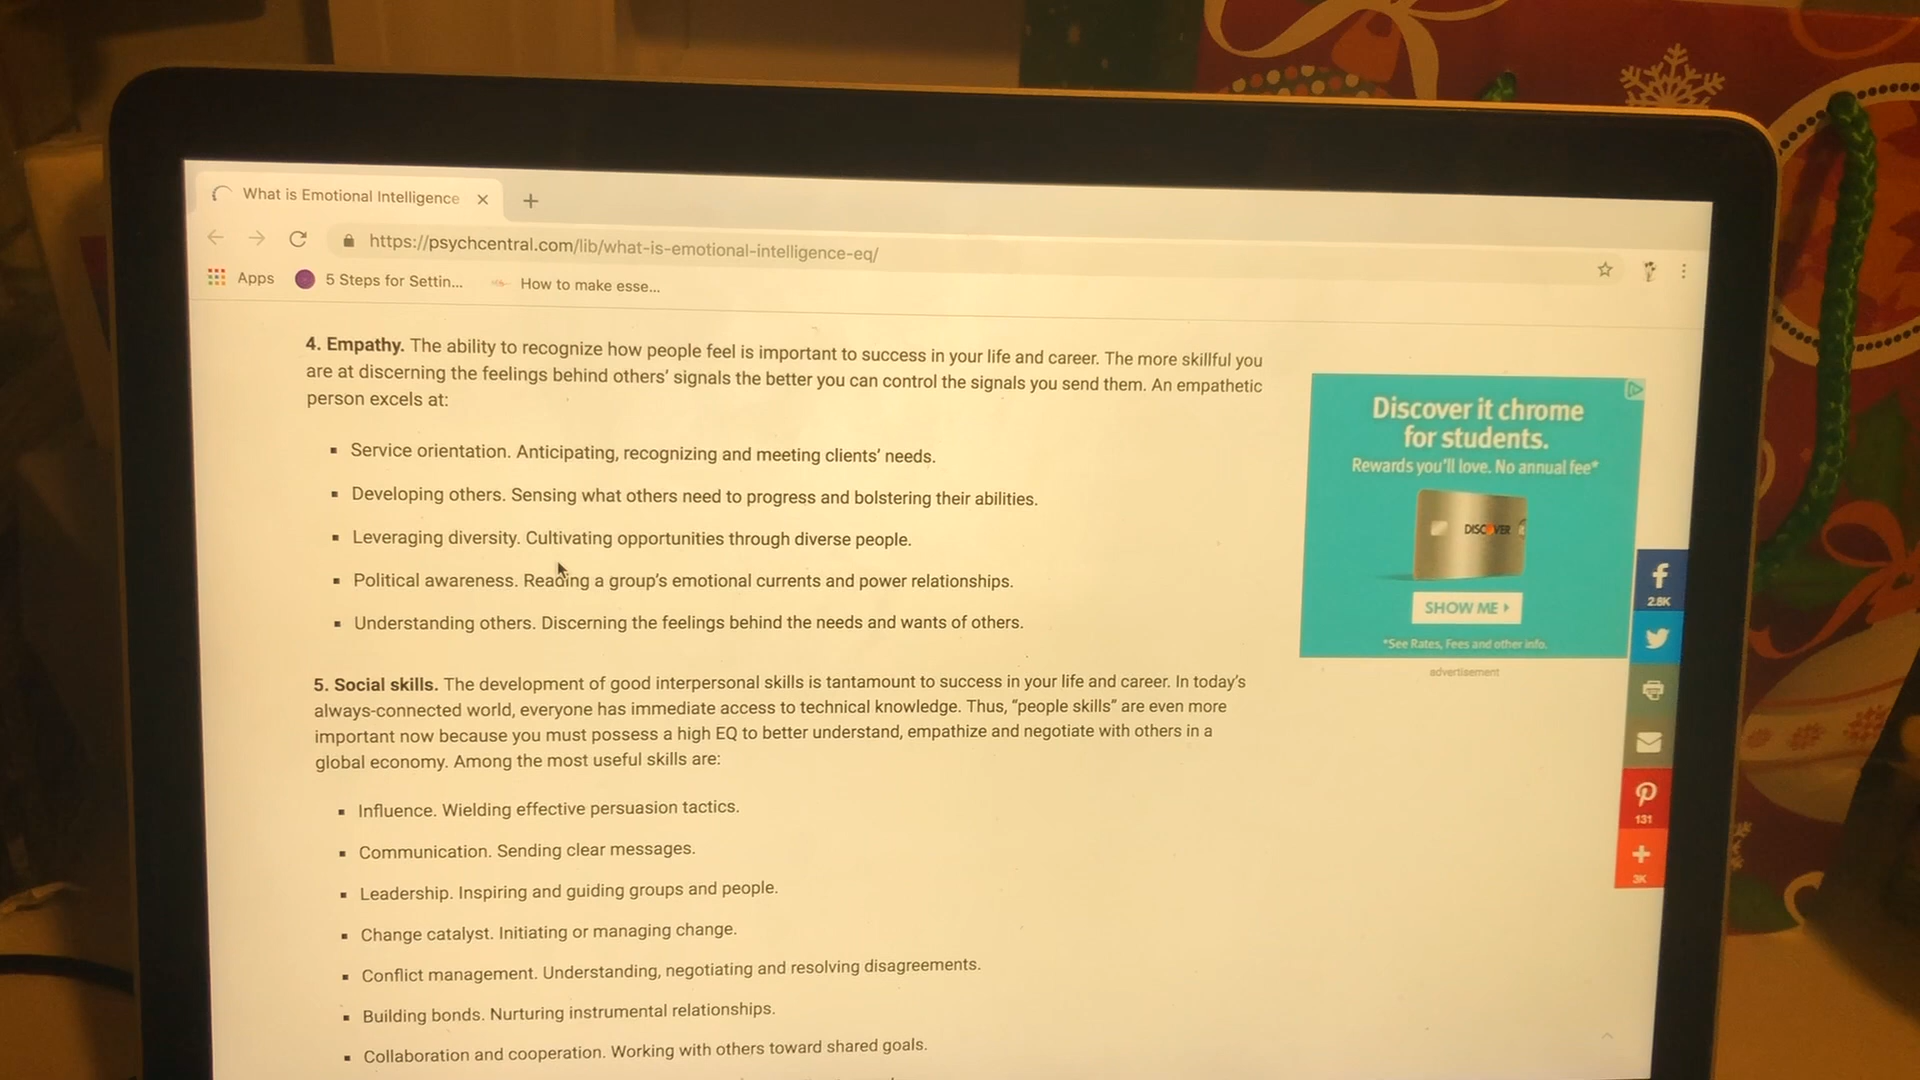 What is Emotional Intelligence
https://psychcentral.com/lib/what-is-emotional-intelligence-eq/
Apps
5 Steps for Settin...
How to make esse...
4. Empathy. The ability to recognize how people feel is important to success in your life and career. The more skillful you
are at discerning the feelings behind others' signals the better you can control the signals you send them. An empathetic
person excels at:
▪ Service orientation. Anticipating, recognizing and meeting clients' needs.
▪ Developing others. Sensing what others need to progress and bolstering their abilities.
▪ Leveraging diversity. Cultivating opportunities through diverse people.
▪ Political awareness. Reading a group's emotional currents and power relationships.
▪ Understanding others. Discerning the feelings behind the needs and wants of others.
5. Social skills. The development of good interpersonal skills is tantamount to success in your life and career. In today's
always-connected world, everyone has immediate access to technical knowledge. Thus, "people skills" are even more
important now because you must possess a high EQ to better understand, empathize and negotiate with others in a
global economy. Among the most useful skills are:
▪ Influence. Wielding effective persuasion tactics.
▪ Communication. Sending clear messages.
▪ Leadership. Inspiring and guiding groups and people.
▪ Change catalyst. Initiating or managing change.
▪ Conflict management. Understanding, negotiating and resolving disagreements.
▪ Building bonds. Nurturing instrumental relationships.
▪ Collaboration and cooperation. Working with others toward shared goals.
Discover it chrome
for students.
Rewards you'll love. No annual fee*
DISCOVER
SHOW ME
*See Rates, Fees and other info.
advertisement
2.8K
131
3K